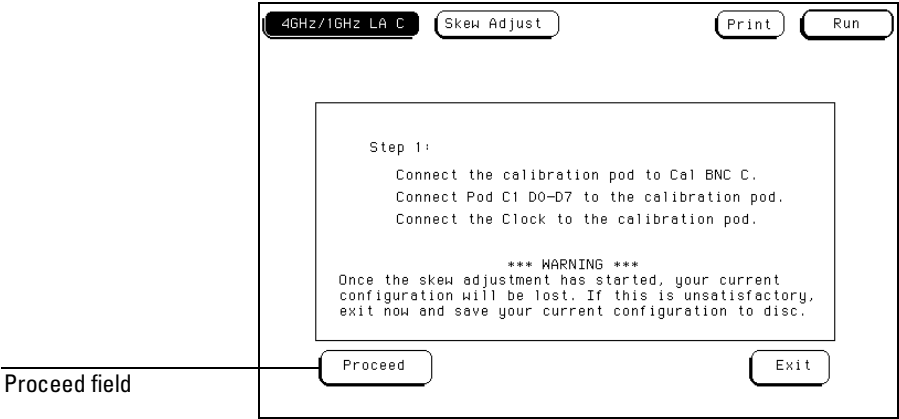 4GHz/1GHz LA C Skew Adjust Print Run
Step 1:
Connect the calibration pod to Cal BNC C.
Connect Pod C1 D0-D7 to the calibration pod.
Connect the Clock to the calibration pod.
*** WARNING ***
Once the skew adjustment has started, your current
configuration will be lost. If this is unsatisfactory,
exit now and save your current configuration to disc.
Proceed Exit
Proceed field